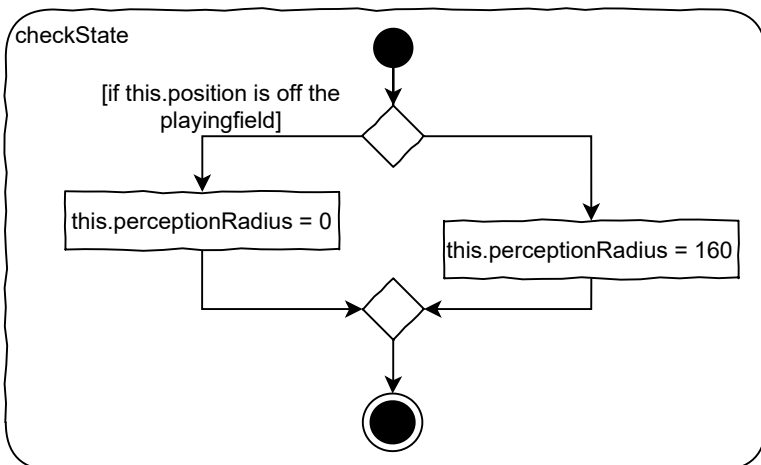 checkState
[if this.position is off the
playingfield]
this.perceptionRadius = 0
this.perceptionRadius = 160